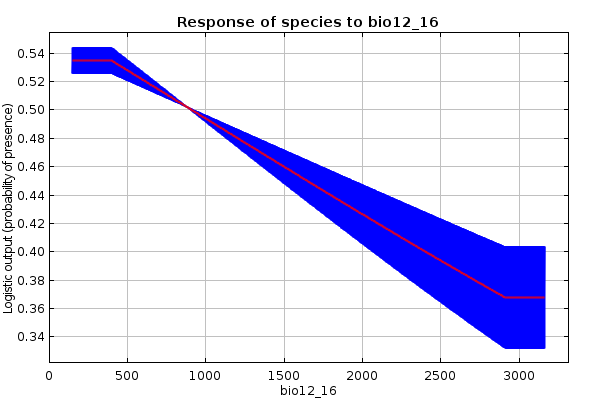 Response of species to bio12_16
Logistic output (probability of presence)
0.54
0.52
0.50
0.48
0.46
0.44
0.42
0.40
0.38
0.36
0.34
0 500 1000 1500 2000 2500 3000
bio12_16